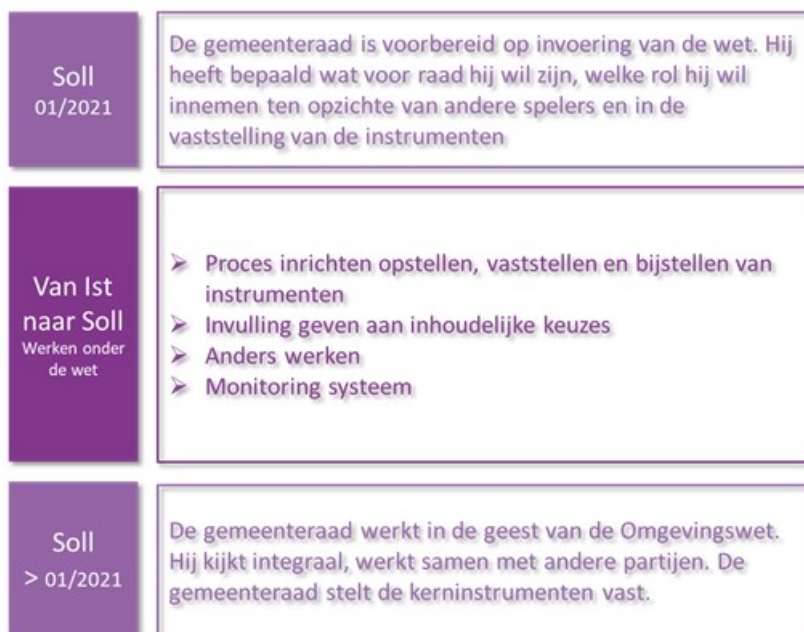 Soll
01/2021
De gemeenteraad is voorbereid op invoering van de wet. Hij
heeft bepaald wat voor raad hij wil zijn, welke rol hij wil
innemen ten opzichte van andere spelers en in de
vaststelling van de instrumenten
Van Ist
naar Soll
Werken onder
de wet
➢ Proces inrichten opstellen, vaststellen en bijstellen van
instrumenten
➢ Invulling geven aan inhoudelijke keuzes
➢ Anders werken
➢ Monitoring systeem
Soll
> 01/2021
De gemeenteraad werkt in de geest van de Omgevingswet.
Hij kijkt integraal, werkt samen met andere partijen. De
gemeenteraad stelt de kerninstrumenten vast.